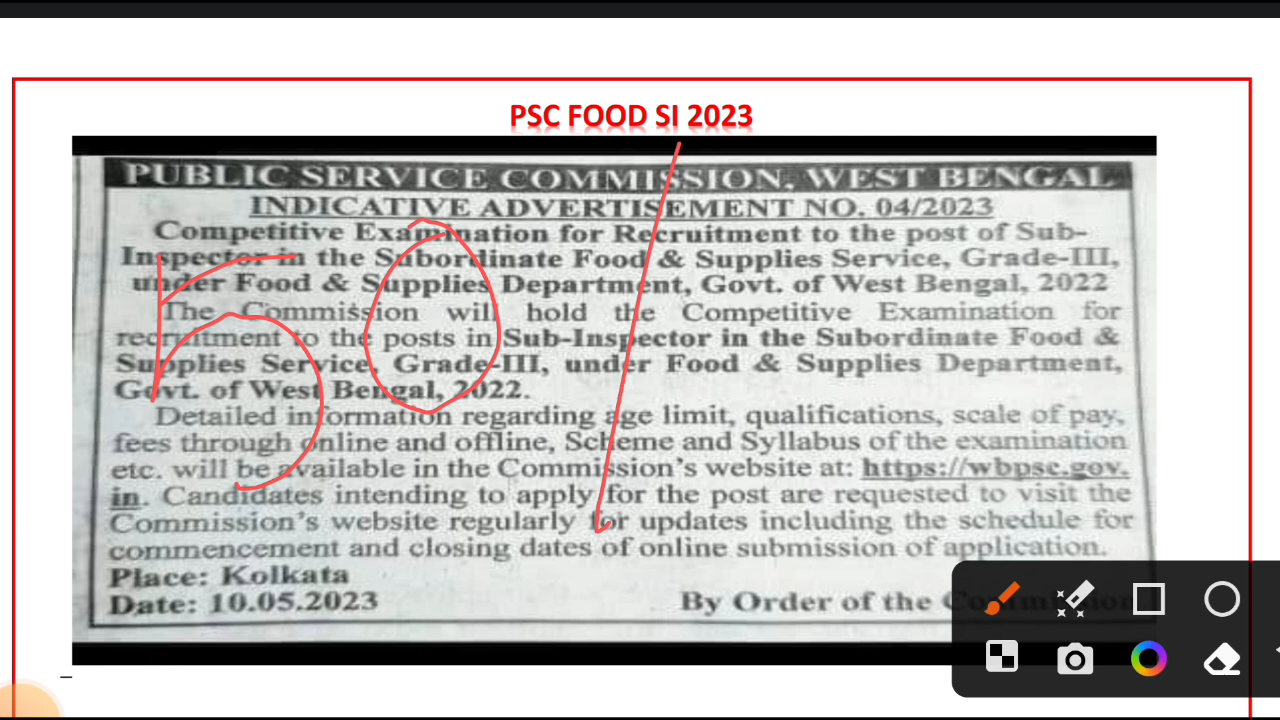 PSC FOOD SI 2023
PUBLIC SERVICE COMMISSION, WEST BENGAL
INDICATIVE ADVERTISEMENT NO. 04/2023
Competitive Examination for Recruitment to the post of Sub-
Inspector in the Subordinate Food & Supplies Service, Grade-III,
under Food & Supplies Department, Govt. of West Bengal, 2022
The Commission will hold the Competitive Examination for
recruitment to the posts in Sub-Inspector in the Subordinate Food &
Supplies Service, Grade-III, under Food & Supplies Department,
Govt. of West Bengal, 2022.
Detailed information regarding age limit, qualifications, scale of pay,
fees through online and offline, Scheme and Syllabus of the examination
etc. will be available in the Commission's website at: https://wbpsc.gov.
in. Candidates intending to apply for the post are requested to visit the
Commission's website regularly for updates including the schedule for
commencement and closing dates of online submission of application.
Place: Kolkata
Date: 10.05.2023
By Order of the Commission
50/